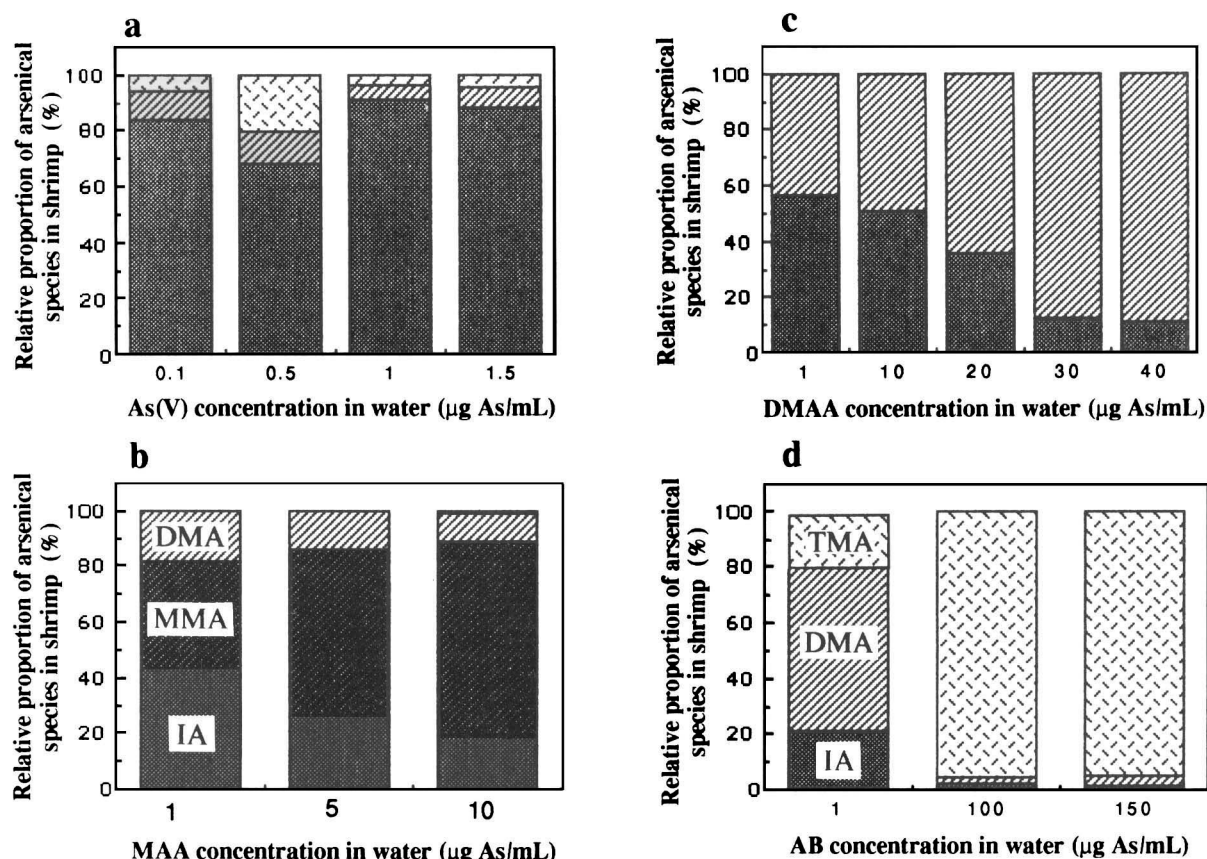 a
Relative proportion of arsenical
species in shrimp (%)
100
80
60
40
20
0
0.1 0.5 1 1.5
As(V) concentration in water (µg As/mL)
c
Relative proportion of arsenical
species in shrimp (%)
100
80
60
40
20
0
1 10 20 30 40
DMAA concentration in water (µg As/mL)
b
Relative proportion of arsenical
species in shrimp (%)
100
80
60
40
20
0
DMA
MMA
IA
1 5 10
MAA concentration in water (µg As/mL)
d
Relative proportion of arsenical
species in shrimp (%)
100
80
60
40
20
0
TMA
DMA
IA
1 100 150
AB concentration in water (µg As/mL)